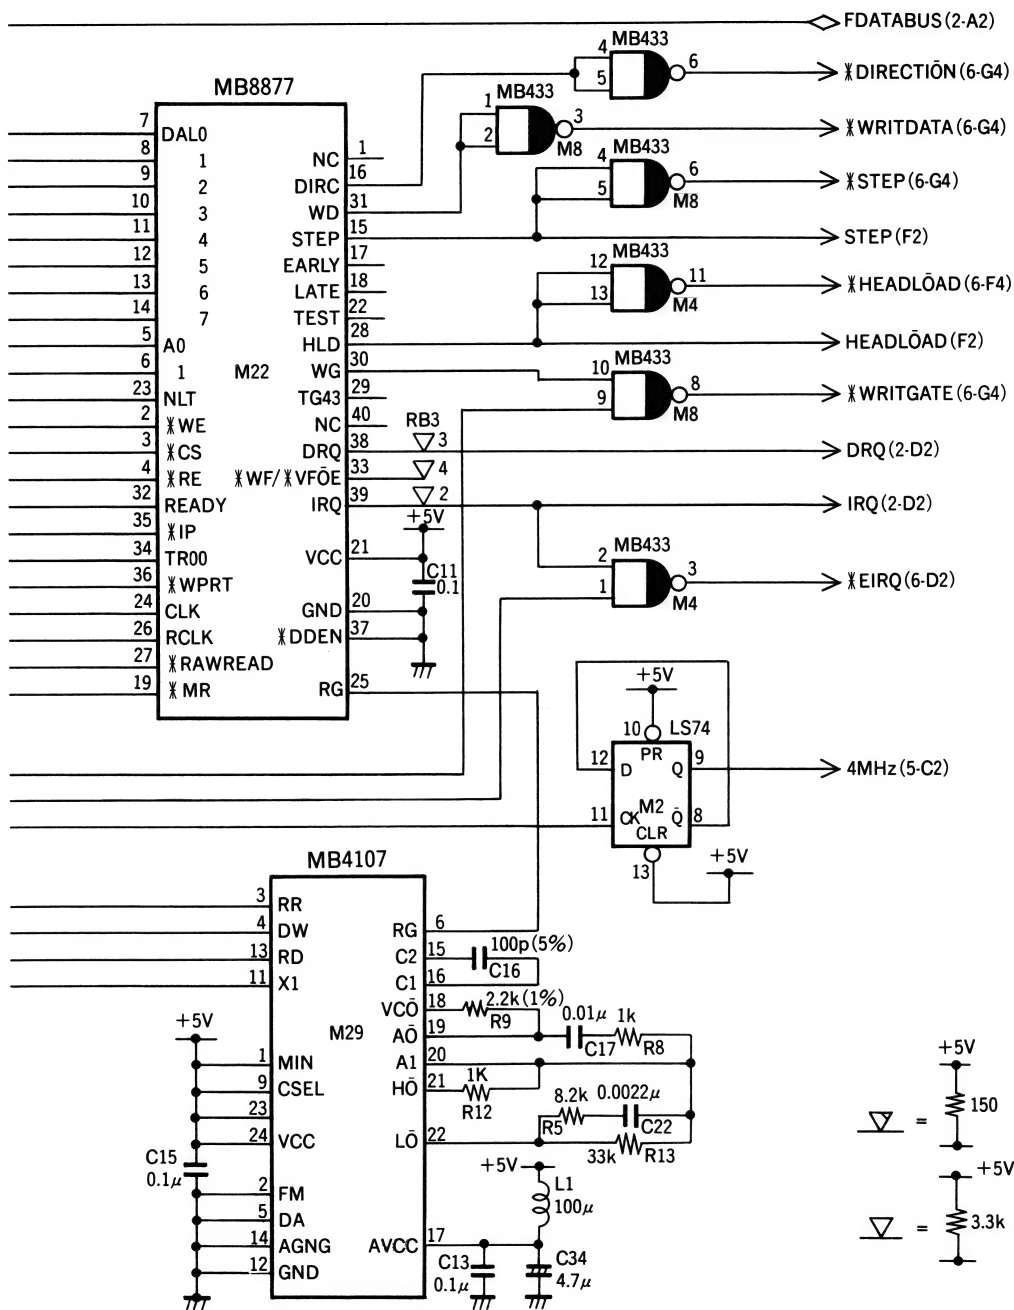 FDATABUS(2-A2)
MB433
4
5
6
*DIRECTIŌN(6-G4)
MB8877
MB433
1
2
3
M8
*WRITDATA(6-G4)
MB433
4
5
6
M8
*STEP(6-G4)
STEP(F2)
MB433
12
13
11
M4
*HEADLŌAD(6-F4)
HEADLŌAD(F2)
MB433
10
9
8
M8
*WRITGATE(6-G4)
DRQ(2-D2)
IRQ(2-D2)
MB433
2
1
3
M4
*EIRQ(6-D2)
7 DAL0
8 1
9 2
10 3
11 4
12 5
13 6
14 7
5 A0
6 1
M22
23 NLT
2 *WE
3 *CS
4 *RE
32 READY
35 *IP
34 TR00
36 *WPRT
24 CLK
26 RCLK
27 *RAWREAD
19 *MR
NC 1
DIRC 16
WD 31
STEP 15
EARLY 17
LATE 18
TEST 22
HLD 28
WG 30
TG43 29
NC 40
RB3
DRQ 38 3
*WF/*VFŌE 33 4
IRQ 39 2
+5V
VCC 21
C11
0.1
GND 20
*DDEN 37
RG 25
+5V
10
LS74
PR
12 D
Q 9
4MHz(5-C2)
M2
11 CK
Q̄ 8
CLR
13
+5V
MB4107
3 RR
4 DW
13 RD
11 X1
M29
+5V
1 MIN
9 CSEL
23
24 VCC
C15
0.1μ
2 FM
5 DA
14 AGNG
12 GND
RG 6
C2 15
100p(5%)
C16
C1 16
VCŌ 18
2.2k(1%)
R9
AŌ 19
0.01μ
C17
1k
R8
A1 20
HŌ 21
1K
R12
8.2k
R5
0.0022μ
C22
LŌ 22
33k
R13
+5V
L1
100μ
AVCC 17
C13
0.1μ
C34
4.7μ
+5V
= 150
+5V
= 3.3k